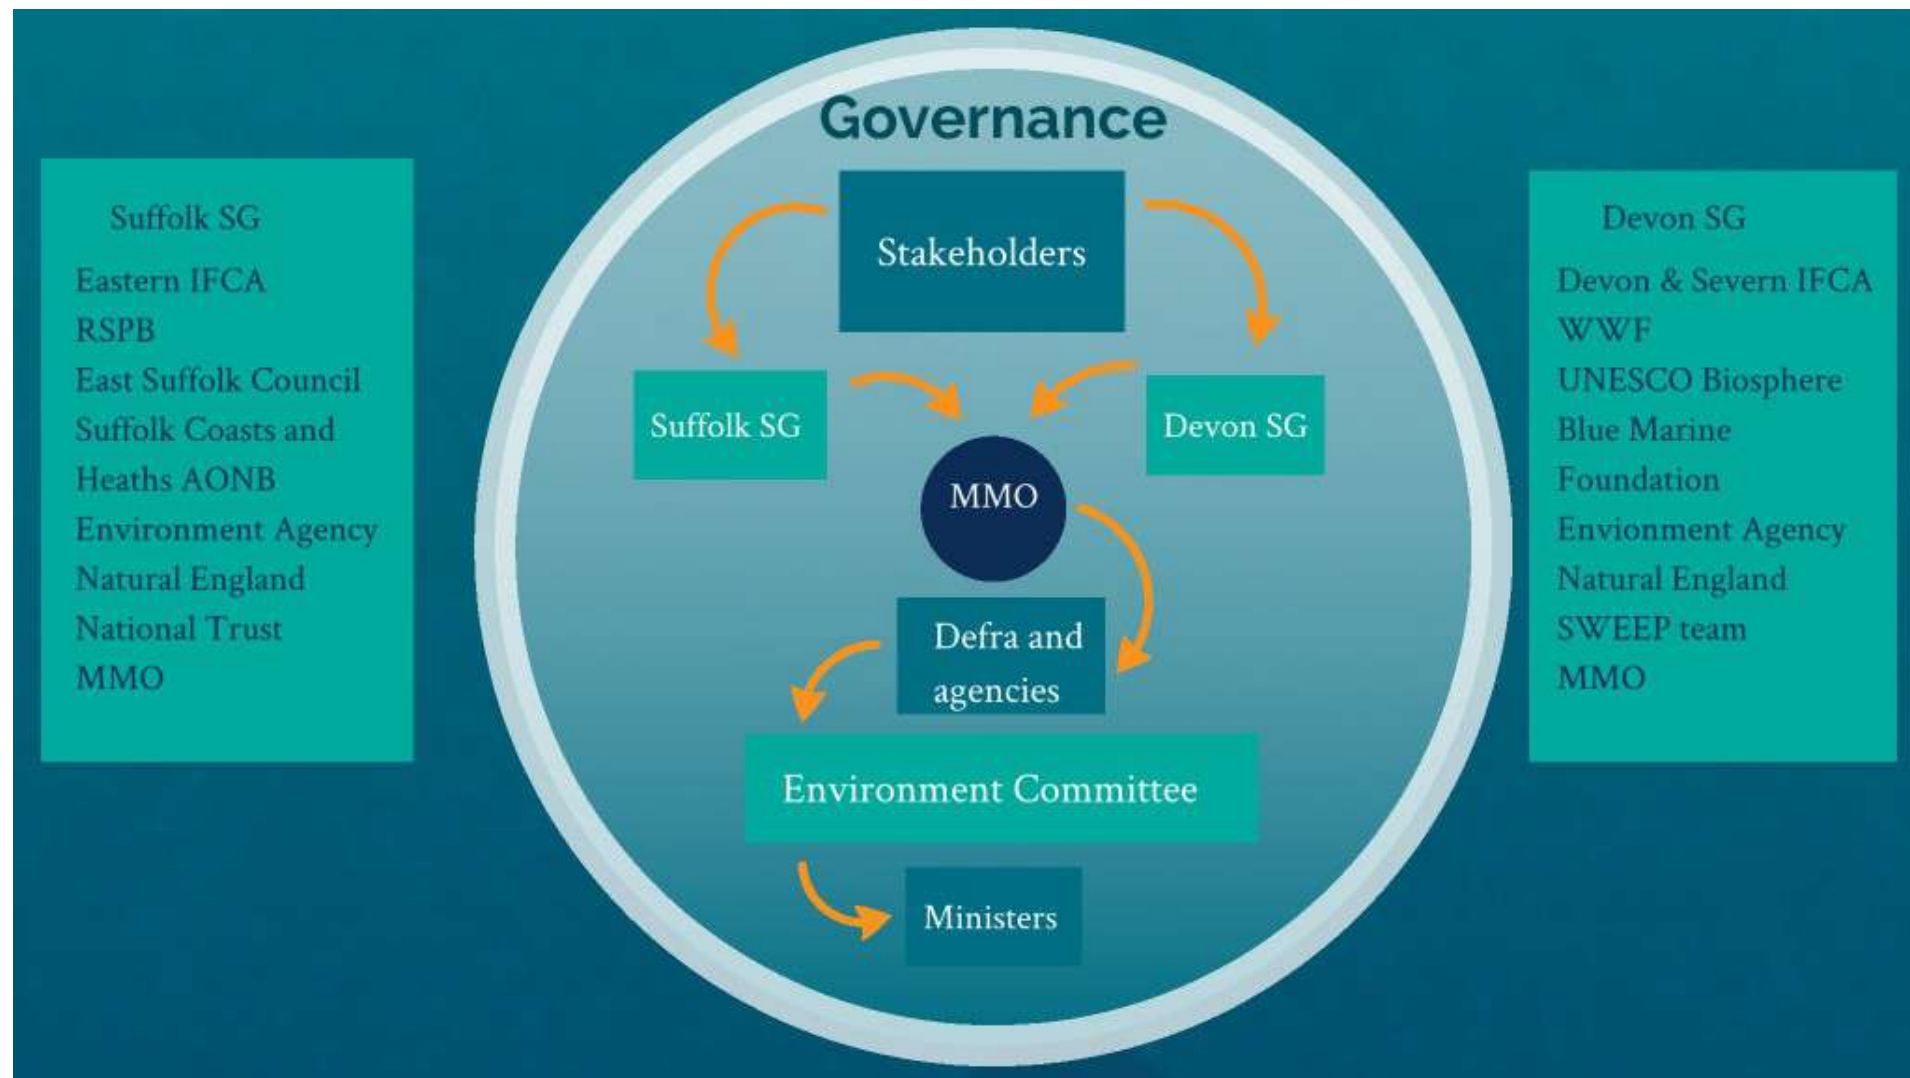 Governance
Suffolk SG
Eastern IFCA
RSPB
East Suffolk Council
Suffolk Coasts and
Heaths AONB
Environment Agency
Natural England
National Trust
MMO
Stakeholders
Suffolk SG
Devon SG
MMO
Defra and
agencies
Environment Committee
Ministers
Devon SG
Devon & Severn IFCA
WWF
UNESCO Biosphere
Blue Marine
Foundation
Envionment Agency
Natural England
SWEEP team
MMO